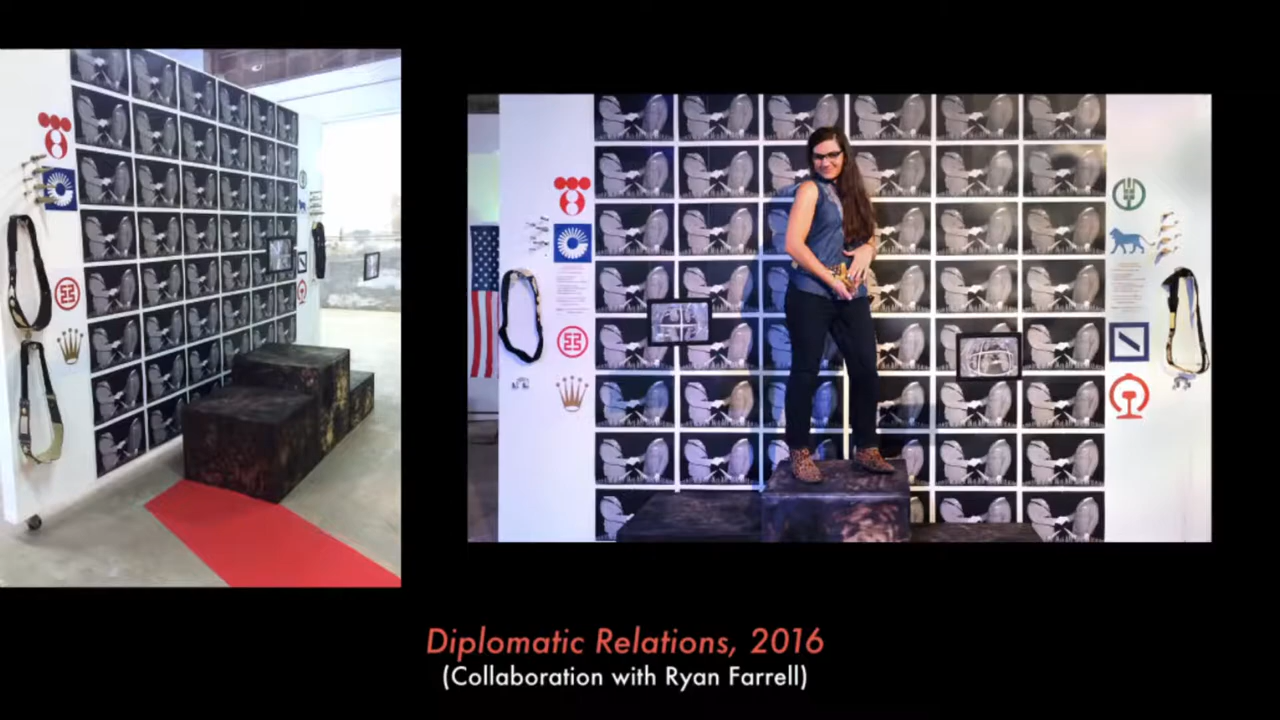 Diplomatic Relations, 2016
(Collaboration with Ryan Farrell)